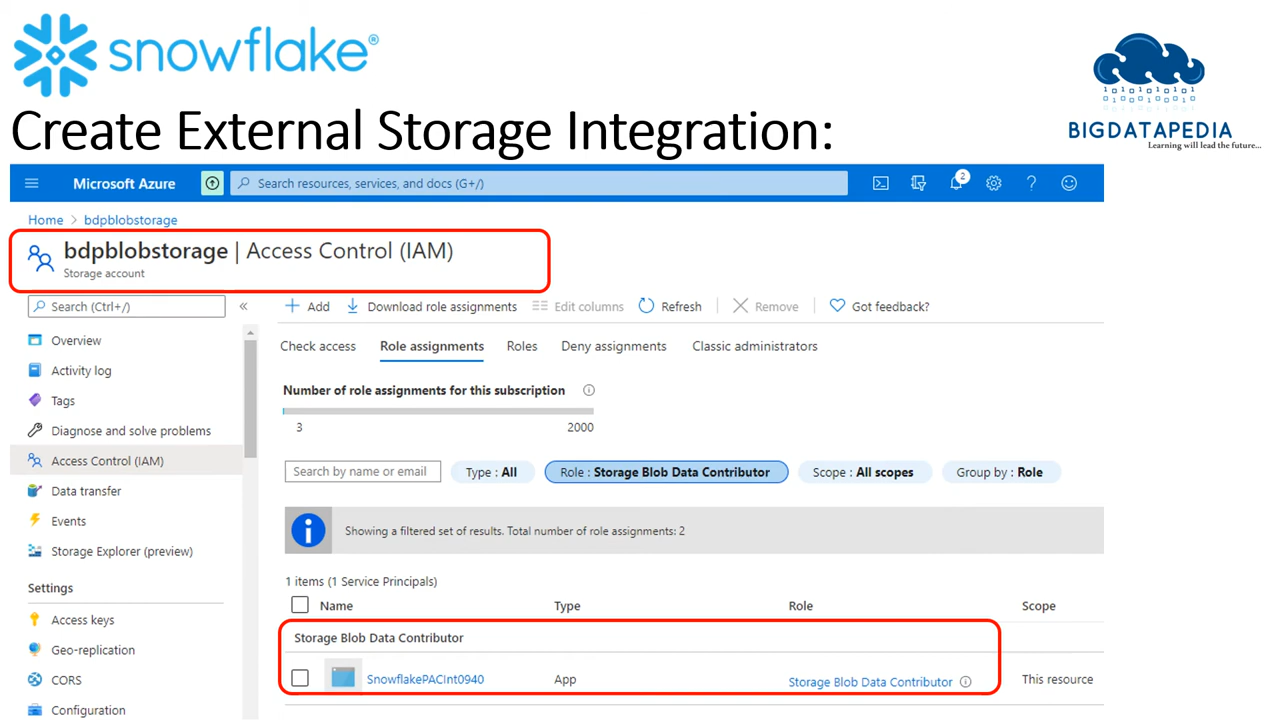 snowflake®
BIGDATAPEDIA
Learning will lead the future...
Create External Storage Integration:
Microsoft Azure
Search resources, services, and docs (G+/)
2
Home > bdpblobstorage
bdpblobstorage | Access Control (IAM)
Storage account
Search (Ctrl+/)
«
Add
Download role assignments
Edit columns
Refresh
Remove
Got feedback?
Overview
Activity log
Tags
Diagnose and solve problems
Access Control (IAM)
Data transfer
Events
Storage Explorer (preview)
Settings
Access keys
Geo-replication
CORS
Configuration
Check access
Role assignments
Roles
Deny assignments
Classic administrators
Number of role assignments for this subscription
3 2000
Search by name or email
Type : All
Role : Storage Blob Data Contributor
Scope : All scopes
Group by : Role
Showing a filtered set of results. Total number of role assignments: 2
1 items (1 Service Principals)
Name Type Role Scope
Storage Blob Data Contributor
SnowflakePACInt0940 App Storage Blob Data Contributor This resource